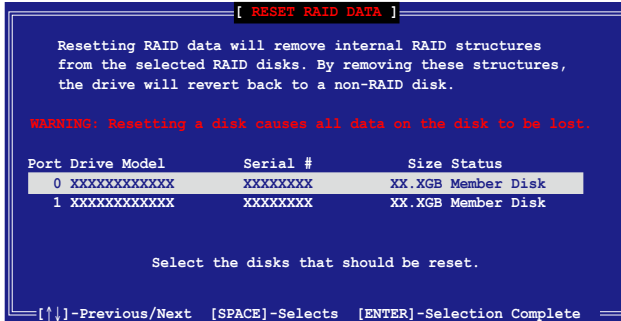 [ RESET RAID DATA ]
Resetting RAID data will remove internal RAID structures
from the selected RAID disks. By removing these structures,
the drive will revert back to a non-RAID disk.
WARNING: Resetting a disk causes all data on the disk to be lost.
Port Drive Model Serial # Size Status
0 XXXXXXXXXXXX XXXXXXXX XX.XGB Member Disk
1 XXXXXXXXXXXX XXXXXXXX XX.XGB Member Disk
Select the disks that should be reset.
[↑↓]-Previous/Next [SPACE]-Selects [ENTER]-Selection Complete